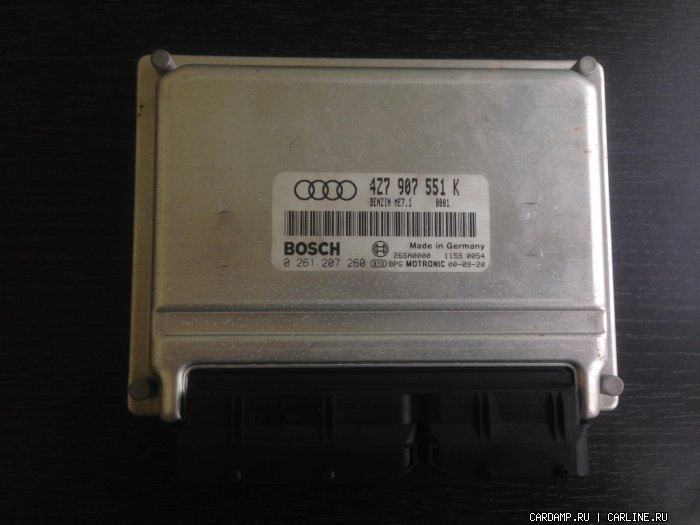 4Z7 907 551 K
BENZIN ME7.1 0001
BOSCH Made in Germany
26SA0000 1159 0054
0 261 207 260 BPG MOTRONIC 00-09-20
CARDAMP.RU | CARLINE.RU